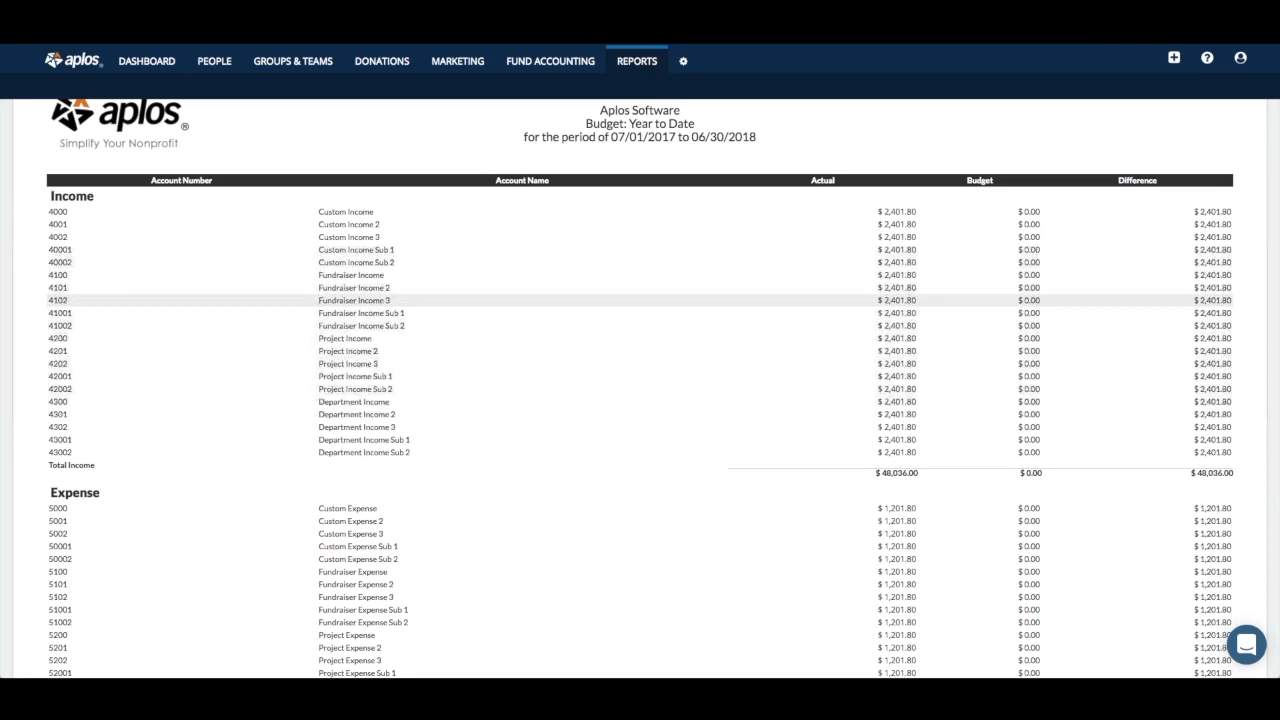 aplos DASHBOARD PEOPLE GROUPS & TEAMS DONATIONS MARKETING FUND ACCOUNTING REPORTS
aplos®
Simplify Your Nonprofit
Aplos Software
Budget: Year to Date
for the period of 07/01/2017 to 06/30/2018
Account Number Account Name Actual Budget Difference
Income
4000 Custom Income $ 2,401.80 $ 0.00 $ 2,401.80
4001 Custom Income 2 $ 2,401.80 $ 0.00 $ 2,401.80
4002 Custom Income 3 $ 2,401.80 $ 0.00 $ 2,401.80
40001 Custom Income Sub 1 $ 2,401.80 $ 0.00 $ 2,401.80
40002 Custom Income Sub 2 $ 2,401.80 $ 0.00 $ 2,401.80
4100 Fundraiser Income $ 2,401.80 $ 0.00 $ 2,401.80
4101 Fundraiser Income 2 $ 2,401.80 $ 0.00 $ 2,401.80
4102 Fundraiser Income 3 $ 2,401.80 $ 0.00 $ 2,401.80
41001 Fundraiser Income Sub 1 $ 2,401.80 $ 0.00 $ 2,401.80
41002 Fundraiser Income Sub 2 $ 2,401.80 $ 0.00 $ 2,401.80
4200 Project Income $ 2,401.80 $ 0.00 $ 2,401.80
4201 Project Income 2 $ 2,401.80 $ 0.00 $ 2,401.80
4202 Project Income 3 $ 2,401.80 $ 0.00 $ 2,401.80
42001 Project Income Sub 1 $ 2,401.80 $ 0.00 $ 2,401.80
42002 Project Income Sub 2 $ 2,401.80 $ 0.00 $ 2,401.80
4300 Department Income $ 2,401.80 $ 0.00 $ 2,401.80
4301 Department Income 2 $ 2,401.80 $ 0.00 $ 2,401.80
4302 Department Income 3 $ 2,401.80 $ 0.00 $ 2,401.80
43001 Department Income Sub 1 $ 2,401.80 $ 0.00 $ 2,401.80
43002 Department Income Sub 2 $ 2,401.80 $ 0.00 $ 2,401.80
Total Income $ 48,036.00 $ 0.00 $ 48,036.00
Expense
5000 Custom Expense $ 1,201.80 $ 0.00 $ 1,201.80
5001 Custom Expense 2 $ 1,201.80 $ 0.00 $ 1,201.80
5002 Custom Expense 3 $ 1,201.80 $ 0.00 $ 1,201.80
50001 Custom Expense Sub 1 $ 1,201.80 $ 0.00 $ 1,201.80
50002 Custom Expense Sub 2 $ 1,201.80 $ 0.00 $ 1,201.80
5100 Fundraiser Expense $ 1,201.80 $ 0.00 $ 1,201.80
5101 Fundraiser Expense 2 $ 1,201.80 $ 0.00 $ 1,201.80
5102 Fundraiser Expense 3 $ 1,201.80 $ 0.00 $ 1,201.80
51001 Fundraiser Expense Sub 1 $ 1,201.80 $ 0.00 $ 1,201.80
51002 Fundraiser Expense Sub 2 $ 1,201.80 $ 0.00 $ 1,201.80
5200 Project Expense $ 1,201.80 $ 0.00 $ 1,201.80
5201 Project Expense 2 $ 1,201.80 $ 0.00 $ 1,201.80
5202 Project Expense 3 $ 1,201.80 $ 0.00 $ 1,201.80
52001 Project Expense Sub 1 $ 1,201.80 $ 0.00 $ 1,201.80